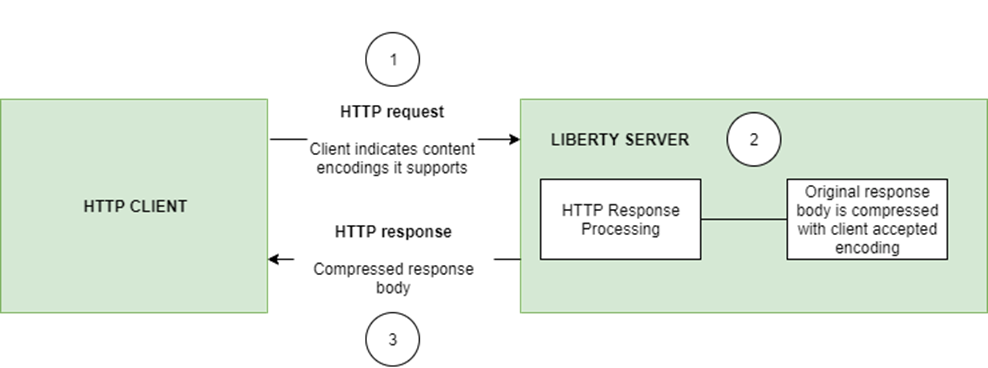 1
HTTP request
Client indicates content
encodings it supports
HTTP CLIENT
HTTP response
Compressed response
body
3
LIBERTY SERVER
2
HTTP Response
Processing
Original response
body is compressed
with client accepted
encoding